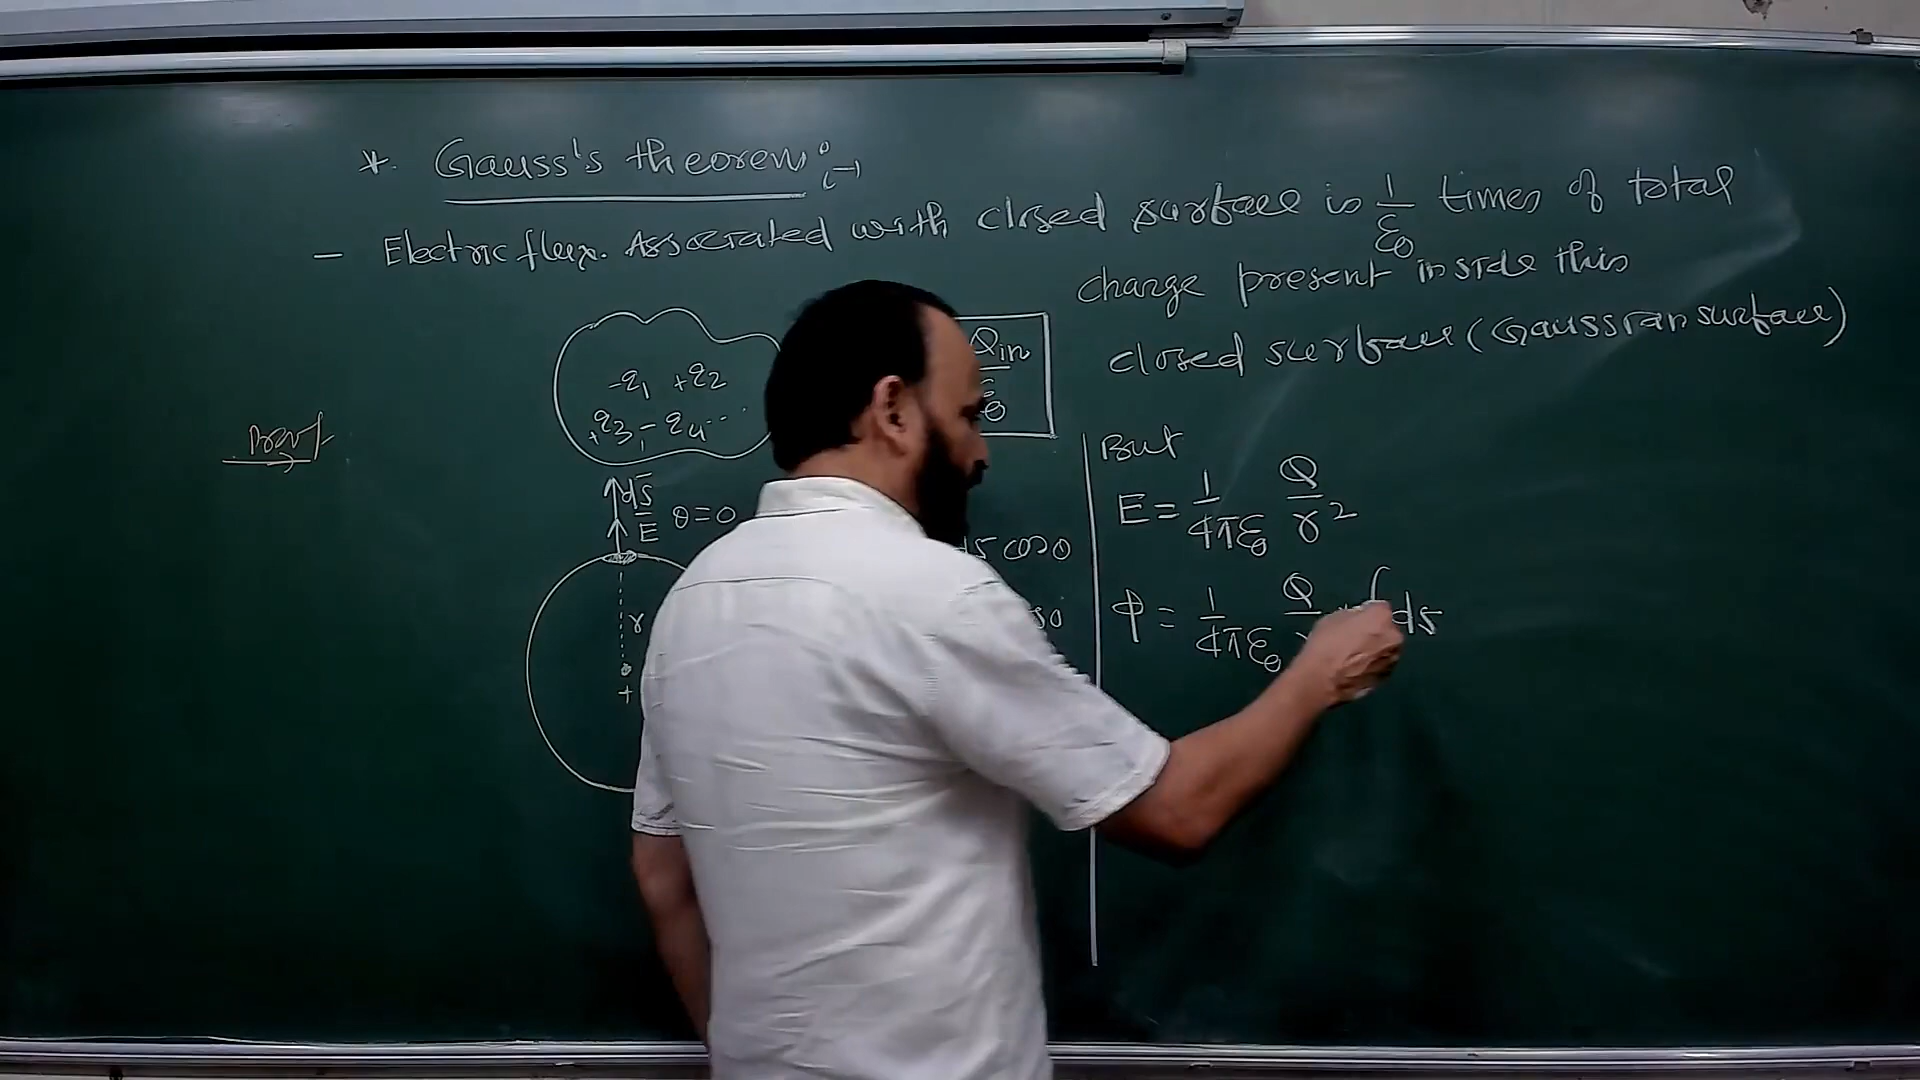 *. Gauss's theorem :-
- Electric flux. Associated with closed surface is 1/ε0 times of total
charge present inside this
closed surface (Gaussian surface)
-q1 +q2
+q3, -q4...
Qin
ε0
Proof
dS
E θ=0
r
+
ds cosθ
But
E = 1/4πε0 Q/r2
φ = 1/4πε0 Q/ ∫ds